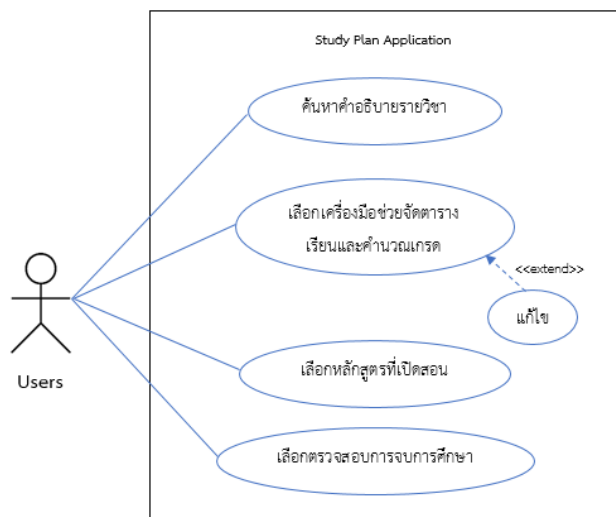 Study Plan Application
ค้นหาคำอธิบายรายวิชา
เลือกเครื่องมือช่วยจัดตาราง
เรียนและคำนวณเกรด
<<extend>>
แก้ไข
เลือกหลักสูตรที่เปิดสอน
Users
เลือกตรวจสอบการจบการศึกษา